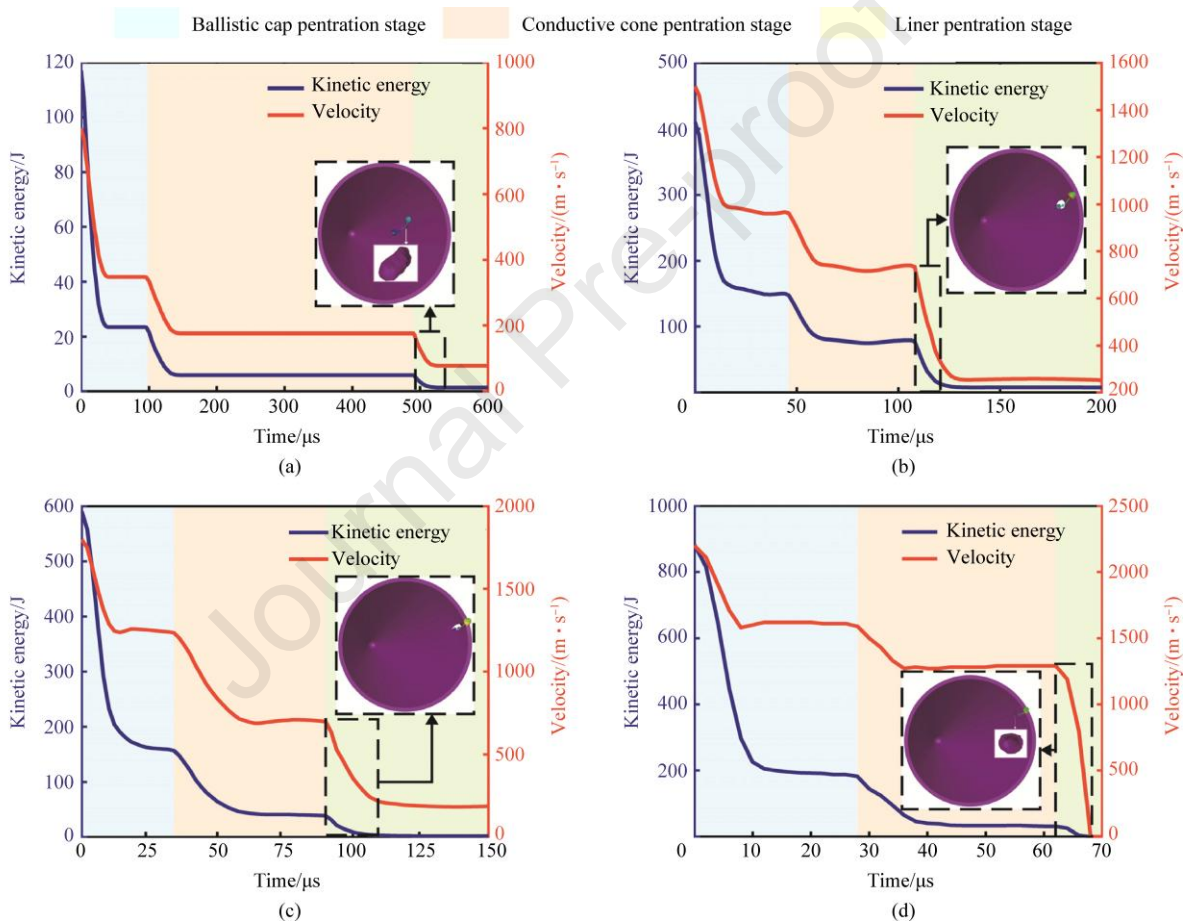 Ballistic cap pentration stage
Conductive cone pentration stage
Liner pentration stage
120
100
80
60
40
20
0
Kinetic energy/J
1000
800
600
400
200
0
Velocity/(m • s⁻¹)
Kinetic energy
Velocity
0 100 200 300 400 500 600
Time/μs
(a)
500
400
300
200
100
Kinetic energy/J
1600
1400
1200
1000
800
600
400
200
Velocity/(m • s⁻¹)
Kinetic energy
Velocity
0 50 100 150 200
Time/μs
(b)
600
500
400
300
200
100
0
Kinetic energy/J
2000
1500
1000
500
0
Velocity/(m • s⁻¹)
Kinetic energy
Velocity
0 25 50 75 100 125 150
Time/μs
(c)
1000
800
600
400
200
0
Kinetic energy/J
2500
2000
1500
1000
500
0
Velocity/(m • s⁻¹)
Kinetic energy
Velocity
0 10 20 30 40 50 60 70
Time/μs
(d)
Journal Pre-proof